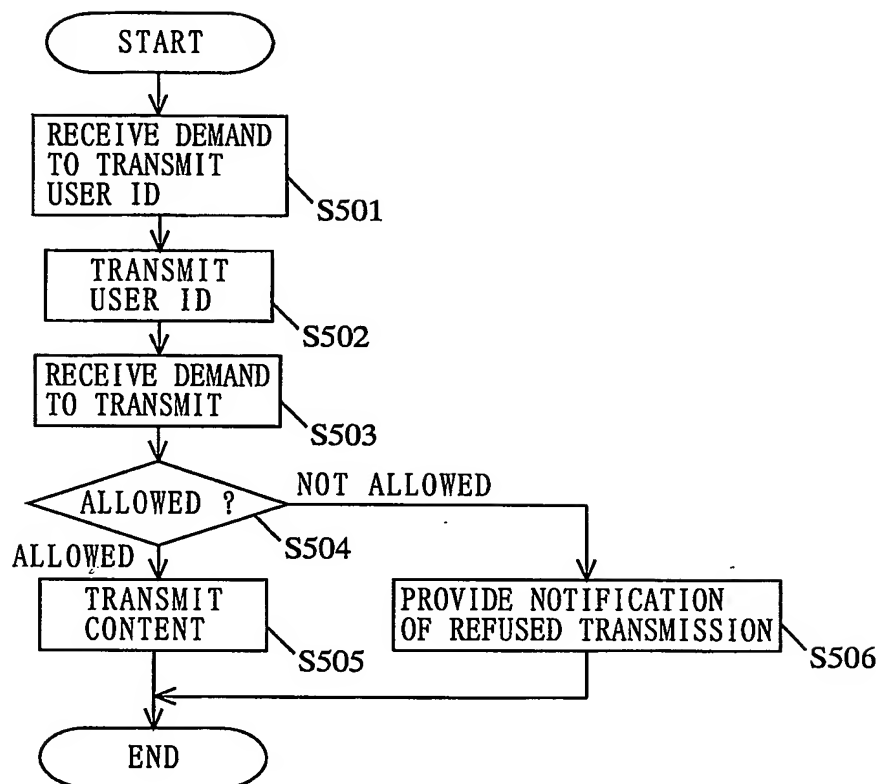 START
RECEIVE DEMAND
TO TRANSMIT
USER ID
S501
TRANSMIT
USER ID
S502
RECEIVE DEMAND
TO TRANSMIT
S503
ALLOWED ?
NOT ALLOWED
S504
ALLOWED
TRANSMIT
CONTENT
S505
PROVIDE NOTIFICATION
OF REFUSED TRANSMISSION
S506
END